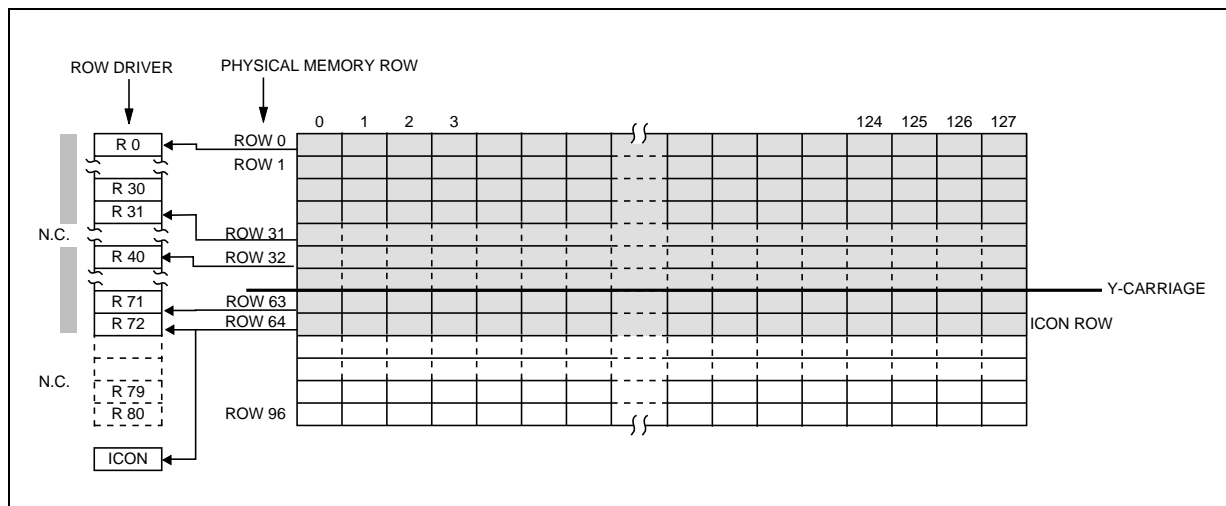 ROW DRIVER PHYSICAL MEMORY ROW
0 1 2 3 124 125 126 127
R 0 ROW 0
ROW 1
R 30
R 31
N.C. ROW 31
R 40 ROW 32
Y-CARRIAGE
R 71 ROW 63
R 72 ROW 64 ICON ROW
N.C.
R 79
R 80 ROW 96
ICON